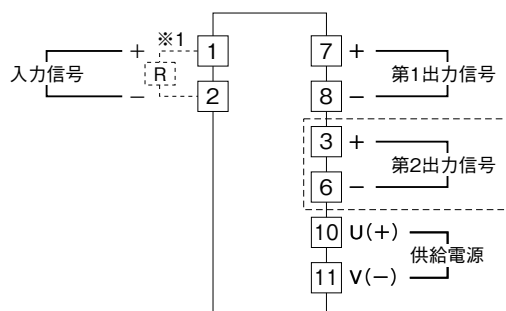 入力信号
+
−
※1
R
1
2
7 +
8 −
第1出力信号
3 +
6 −
第2出力信号
10 U(+)
11 V(−)
供給電源